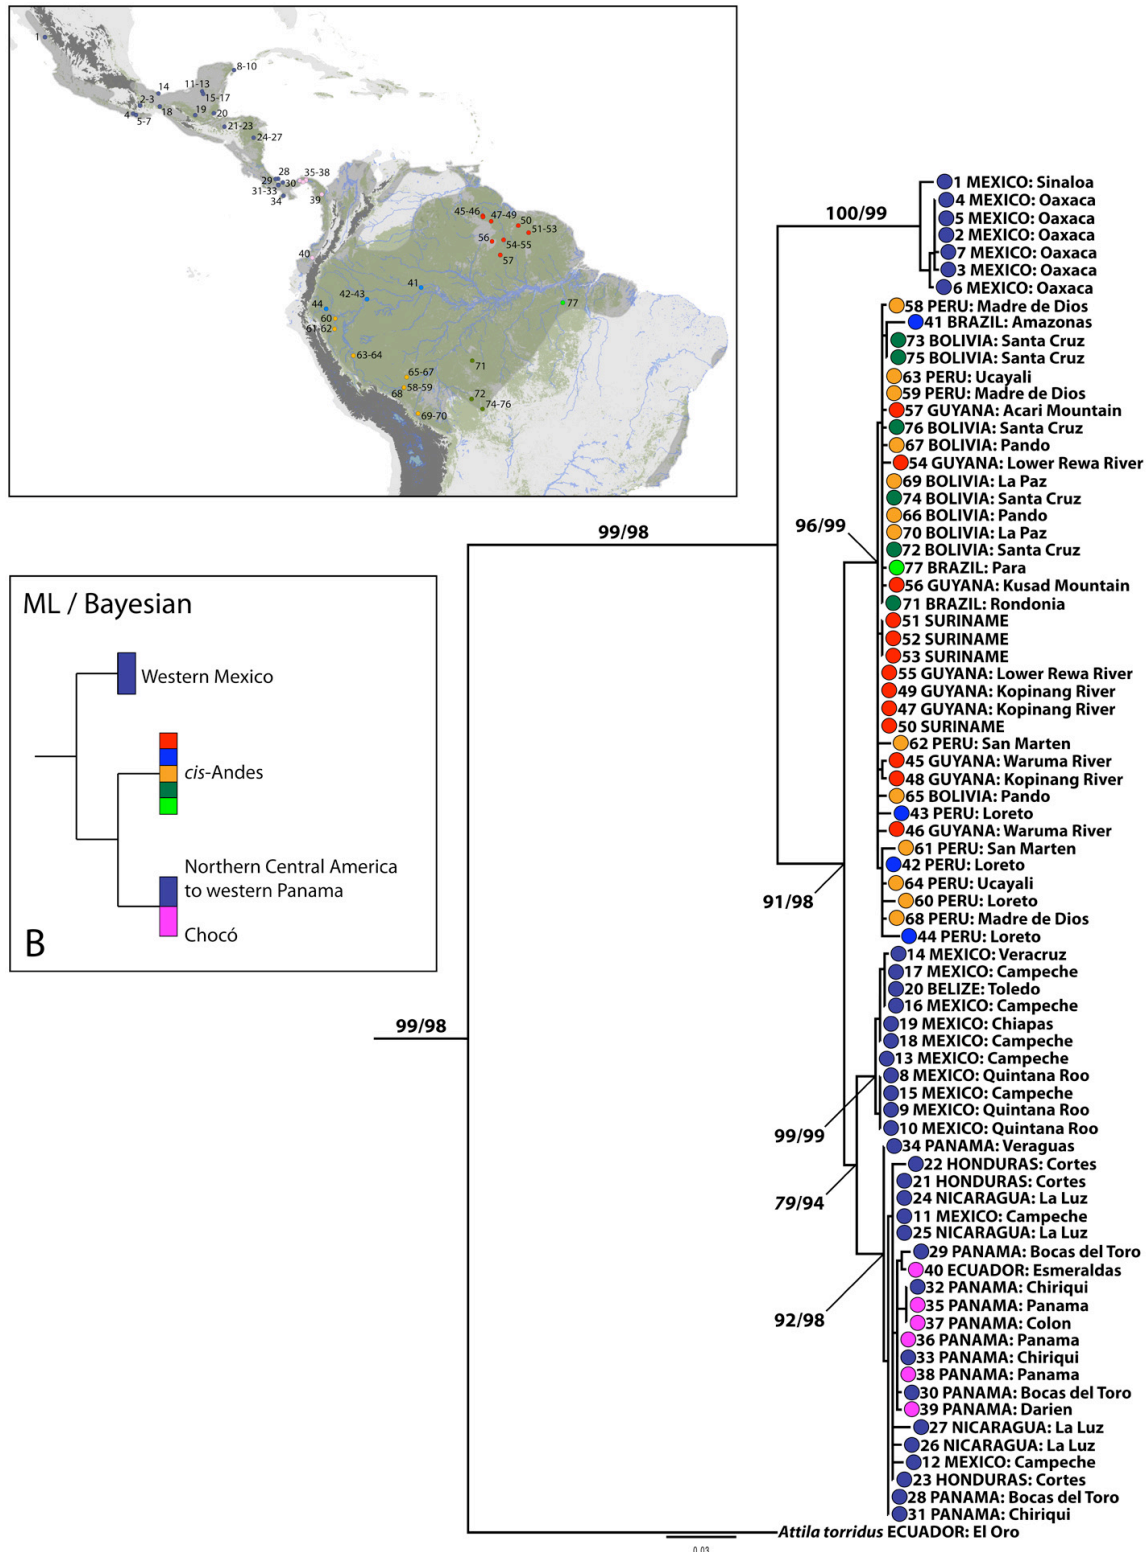 1
8-10
14
11-13
15-17
2-3
18
19
20
4
5-7
21-23
24-27
28
35-38
29
30
31-33
34
39
45-46
47-49
50
51-53
56
54-55
57
40
41
42-43
44
77
60
61-62
63-64
71
65-67
58-59
68
72
74-76
69-70
ML / Bayesian
Western Mexico
cis-Andes
Northern Central America
to western Panama
Chocó
B
100/99
99/98
96/99
91/98
99/98
99/99
79/94
92/98
1 MEXICO: Sinaloa
4 MEXICO: Oaxaca
5 MEXICO: Oaxaca
2 MEXICO: Oaxaca
7 MEXICO: Oaxaca
3 MEXICO: Oaxaca
6 MEXICO: Oaxaca
58 PERU: Madre de Dios
41 BRAZIL: Amazonas
73 BOLIVIA: Santa Cruz
75 BOLIVIA: Santa Cruz
63 PERU: Ucayali
59 PERU: Madre de Dios
57 GUYANA: Acari Mountain
76 BOLIVIA: Santa Cruz
67 BOLIVIA: Pando
54 GUYANA: Lower Rewa River
69 BOLIVIA: La Paz
74 BOLIVIA: Santa Cruz
66 BOLIVIA: Pando
70 BOLIVIA: La Paz
72 BOLIVIA: Santa Cruz
77 BRAZIL: Para
56 GUYANA: Kusad Mountain
71 BRAZIL: Rondonia
51 SURINAME
52 SURINAME
53 SURINAME
55 GUYANA: Lower Rewa River
49 GUYANA: Kopinang River
47 GUYANA: Kopinang River
50 SURINAME
62 PERU: San Marten
45 GUYANA: Waruma River
48 GUYANA: Kopinang River
65 BOLIVIA: Pando
43 PERU: Loreto
46 GUYANA: Waruma River
61 PERU: San Marten
42 PERU: Loreto
64 PERU: Ucayali
60 PERU: Loreto
68 PERU: Madre de Dios
44 PERU: Loreto
14 MEXICO: Veracruz
17 MEXICO: Campeche
20 BELIZE: Toledo
16 MEXICO: Campeche
19 MEXICO: Chiapas
18 MEXICO: Campeche
13 MEXICO: Campeche
8 MEXICO: Quintana Roo
15 MEXICO: Campeche
9 MEXICO: Quintana Roo
10 MEXICO: Quintana Roo
34 PANAMA: Veraguas
22 HONDURAS: Cortes
21 HONDURAS: Cortes
24 NICARAGUA: La Luz
11 MEXICO: Campeche
25 NICARAGUA: La Luz
29 PANAMA: Bocas del Toro
40 ECUADOR: Esmeraldas
32 PANAMA: Chiriqui
35 PANAMA: Panama
37 PANAMA: Colon
36 PANAMA: Panama
33 PANAMA: Chiriqui
38 PANAMA: Panama
30 PANAMA: Bocas del Toro
39 PANAMA: Darien
27 NICARAGUA: La Luz
26 NICARAGUA: La Luz
12 MEXICO: Campeche
23 HONDURAS: Cortes
28 PANAMA: Bocas del Toro
31 PANAMA: Chiriqui
Attila torridus ECUADOR: El Oro
0.03